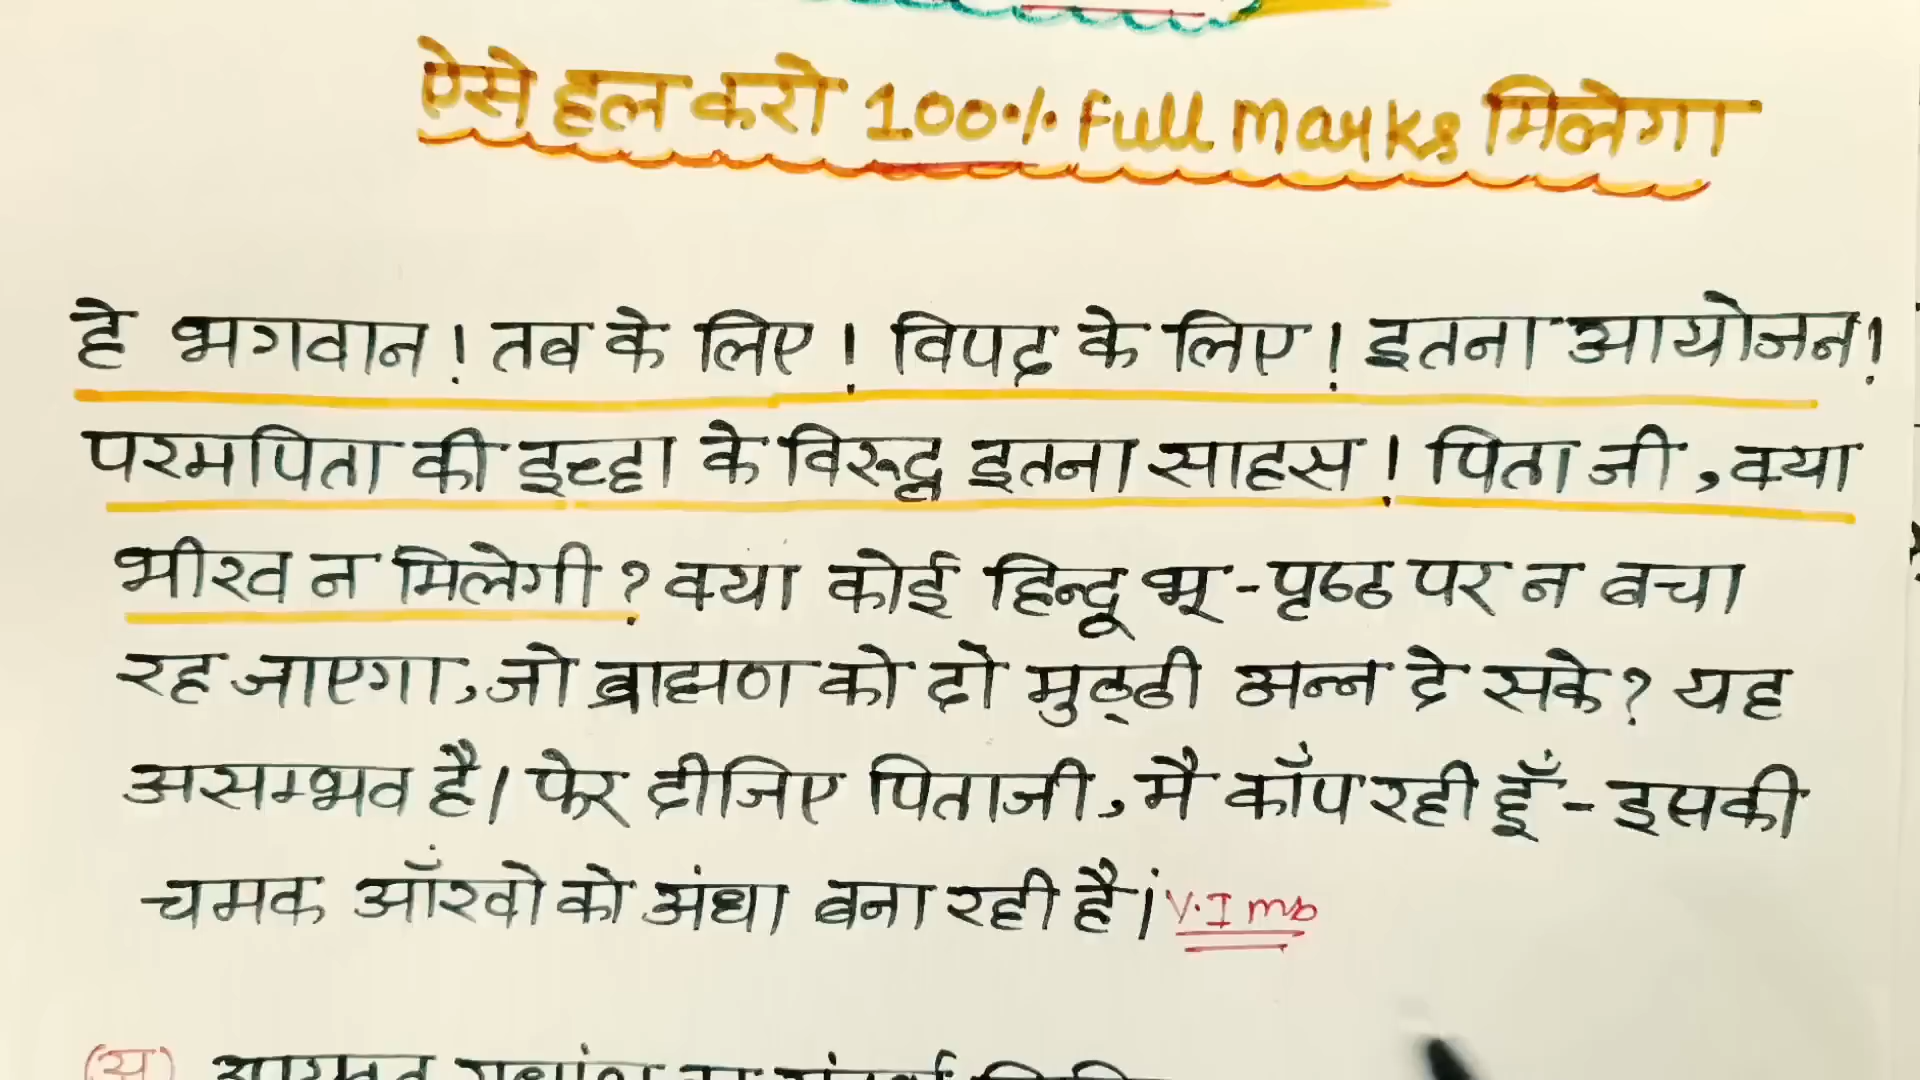 ऐसे हल करो 100% Full Marks मिलेगा
हे भगवान! तब के लिए! विपद के लिए! इतना आयोजन!
परमपिता की इच्छा के विरूद्ध इतना साहस! पिता जी, क्या
भीख न मिलेगी? क्या कोई हिन्दू भू-पृष्ठ पर न बचा
रह जाएगा, जो ब्राह्मण को दो मुठ्ठी अन्न दे सके? यह
असम्भव है। फेर दीजिए पिताजी, मै काँप रही हूँ - इसकी
चमक आँखो को अंधा बना रही है। V.Imp
(अ)